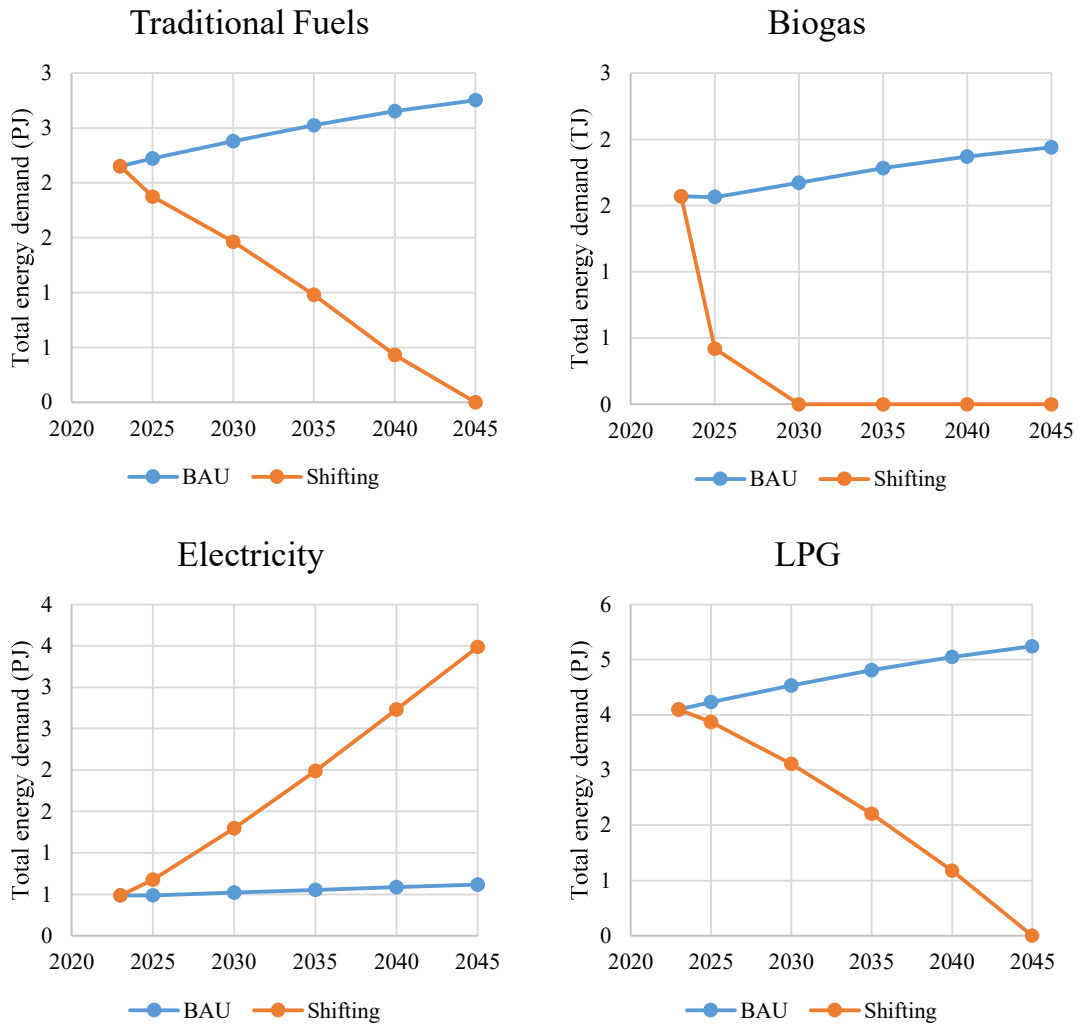 Traditional Fuels
Total energy demand (PJ)
3
3
2
2
1
1
0
2020 2025 2030 2035 2040 2045
BAU Shifting
Biogas
Total energy demand (TJ)
3
2
2
1
1
0
2020 2025 2030 2035 2040 2045
BAU Shifting
Electricity
Total energy demand (PJ)
4
4
3
3
2
2
1
1
0
2020 2025 2030 2035 2040 2045
BAU Shifting
LPG
Total energy demand (PJ)
6
5
4
3
2
1
0
2020 2025 2030 2035 2040 2045
BAU Shifting